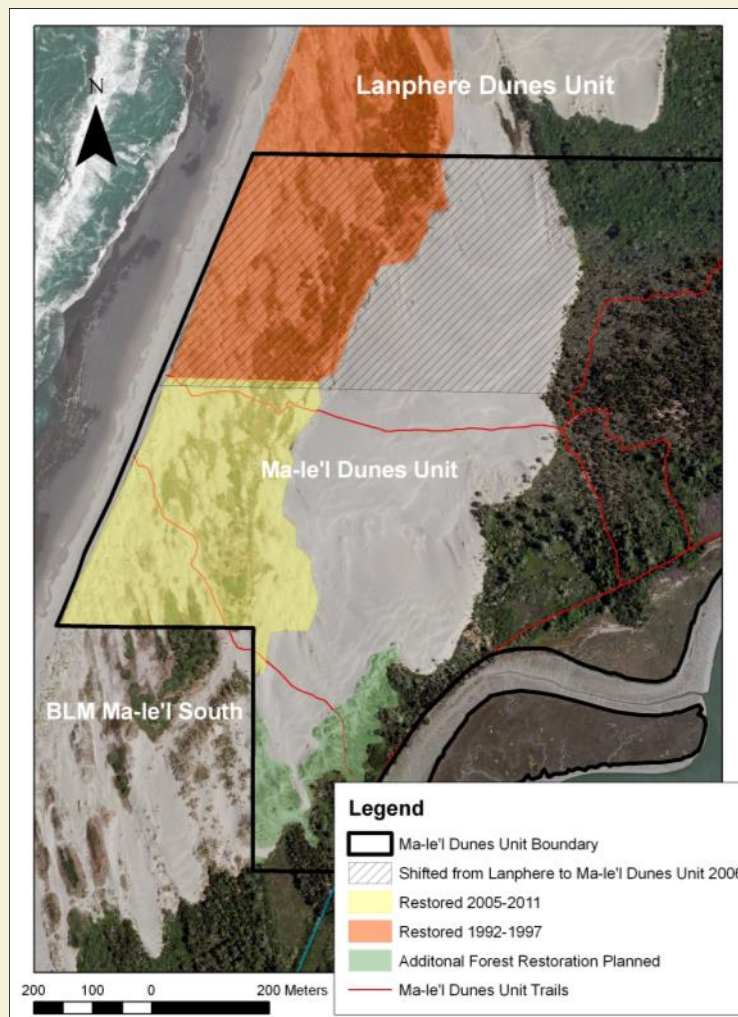 N
Lanphere Dunes Unit
Ma-le'l Dunes Unit
BLM Ma-le'l South
Legend
Ma-le'l Dunes Unit Boundary
Shifted from Lanphere to Ma-le'l Dunes Unit 2006
Restored 2005-2011
Restored 1992-1997
Additonal Forest Restoration Planned
Ma-le'l Dunes Unit Trails
200 100 0 200 Meters